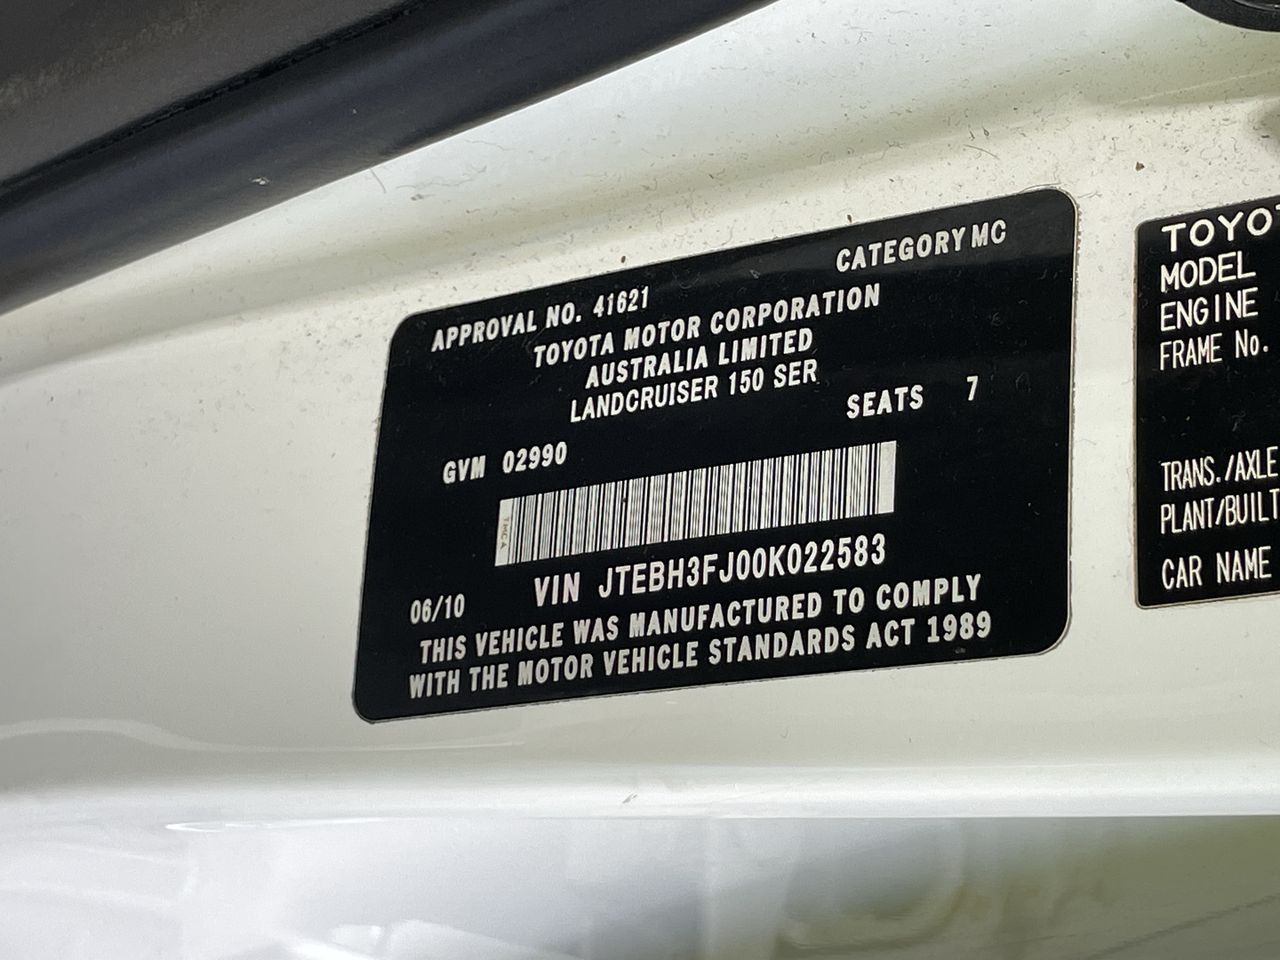 APPROVAL NO. 41621
CATEGORY MC
TOYOTA MOTOR CORPORATION
AUSTRALIA LIMITED
LANDCRUISER 150 SER
GVM 02990
SEATS 7
TMCA
VIN JTEBH3FJ00K022583
06/10
THIS VEHICLE WAS MANUFACTURED TO COMPLY
WITH THE MOTOR VEHICLE STANDARDS ACT 1989
TOYO
MODEL
ENGINE
FRAME No.
TRANS./AXLE
PLANT/BUILT
CAR NAME